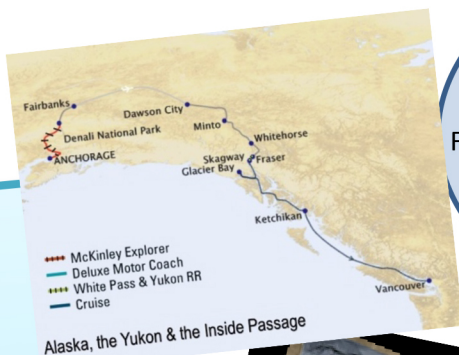 Fairbanks
Dawson City
Denali National Park
Minto
ANCHORAGE
Whitehorse
Skagway
Fraser
Glacier Bay
Ketchikan
Vancouver
McKinley Explorer
Deluxe Motor Coach
White Pass & Yukon RR
Cruise
Alaska, the Yukon & the Inside Passage